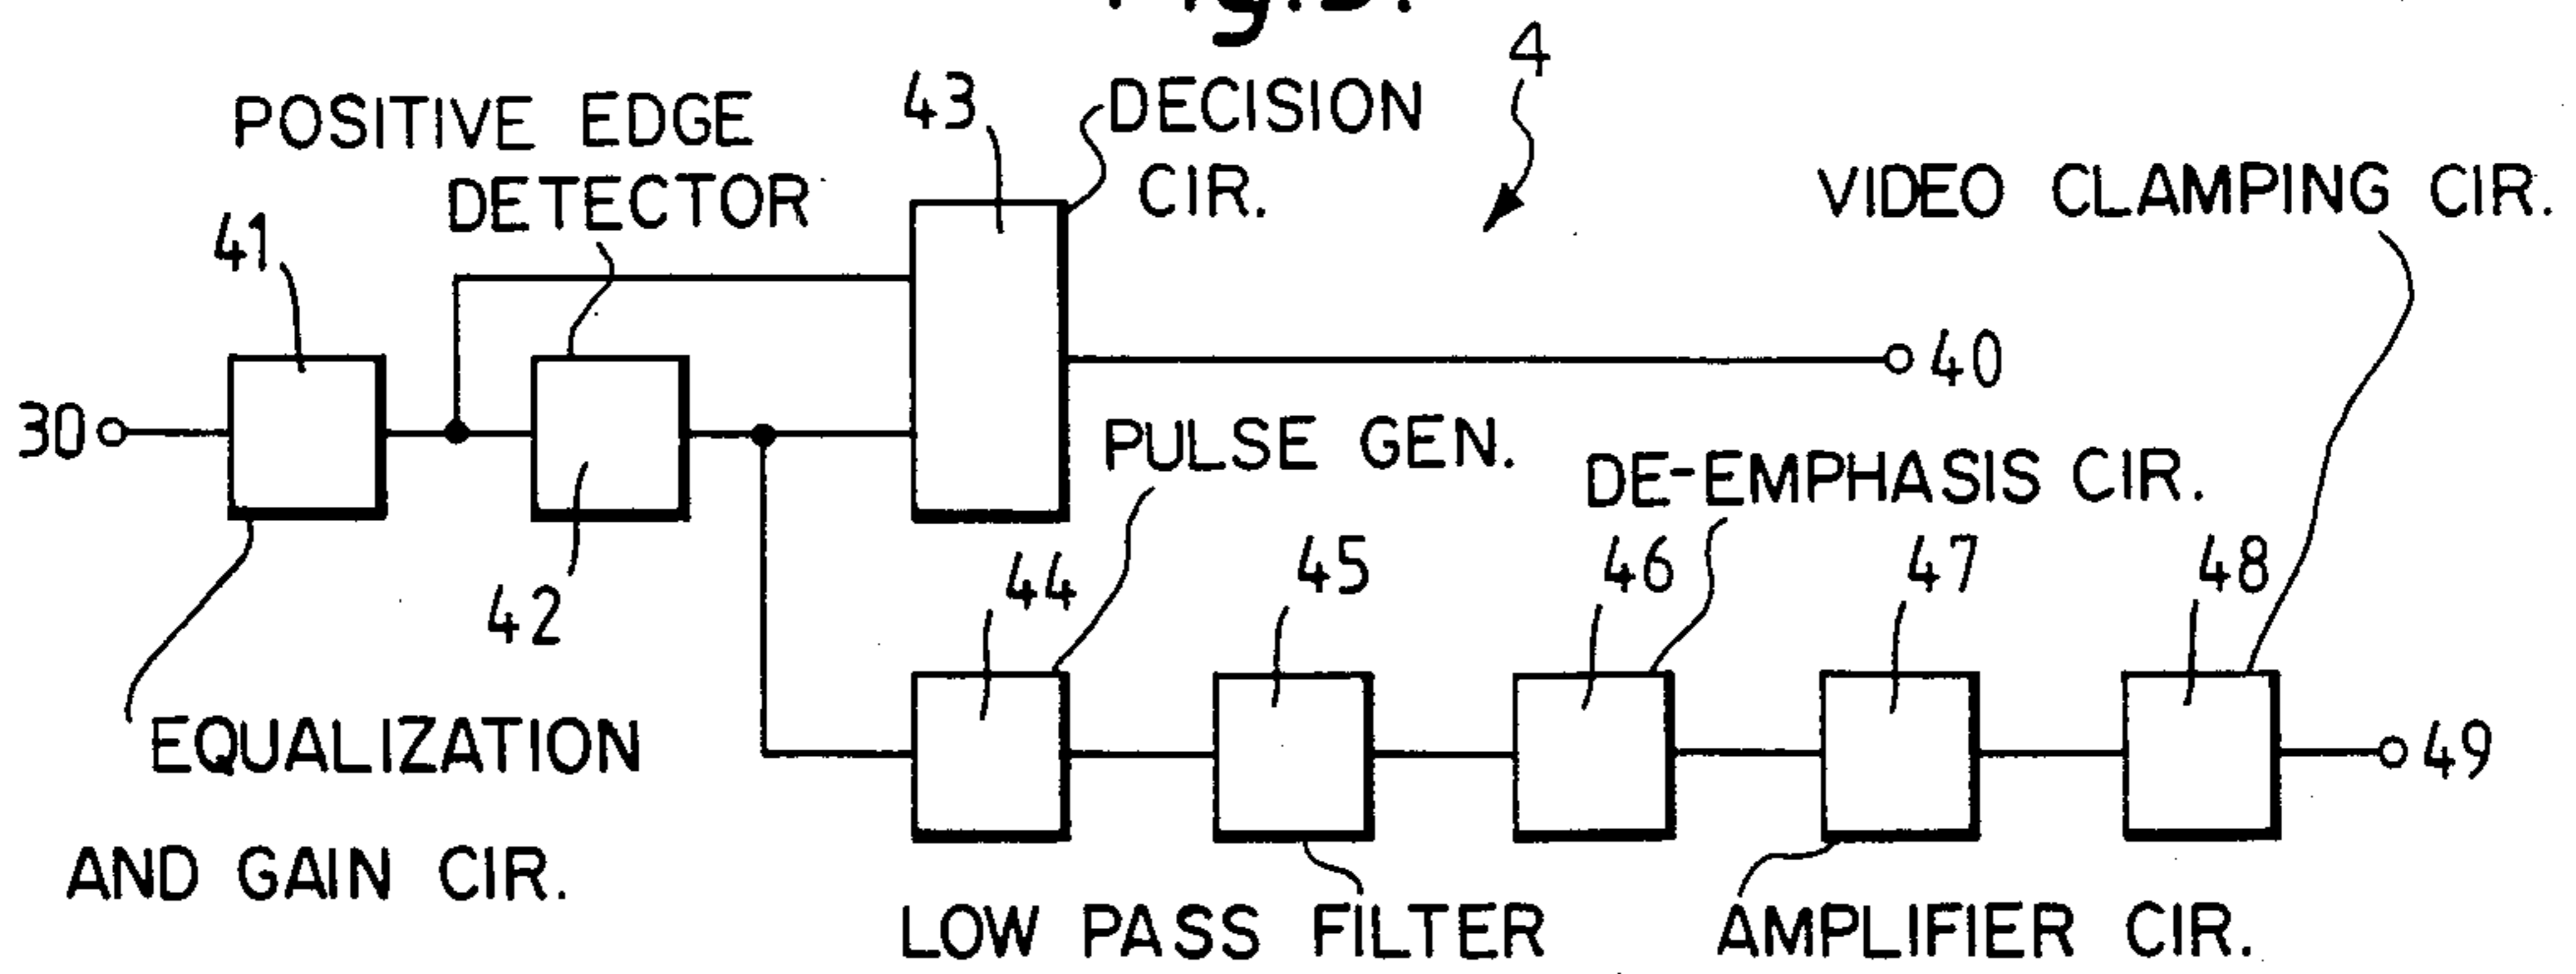 4
POSITIVE EDGE
DETECTOR
43
DECISION
CIR.
VIDEO CLAMPING CIR.
41
40
30
PULSE GEN.
DE-EMPHASIS CIR.
42
44
45
46
47
48
49
EQUALIZATION
AND GAIN CIR.
LOW PASS FILTER
AMPLIFIER CIR.